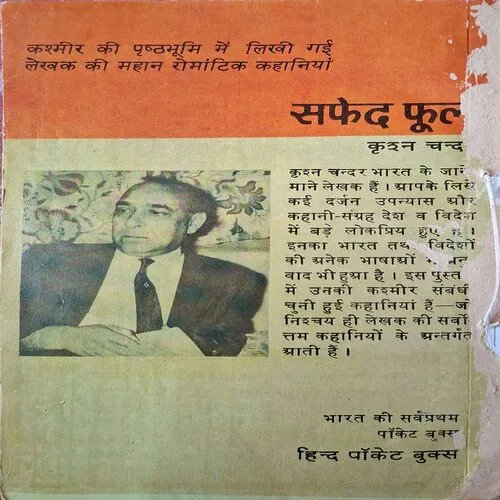 कश्मीर की पृष्ठभूमि में लिखी गई
लेखक की महान रोमांटिक कहानियां
सफेद फूल
कृश्न चन्द
कृश्न चन्दर भारत के जाने
माने लेखक हैं । आपके लिखे
कई दर्जन उपन्यास और
कहानी-संग्रह देश व विदेश
में बड़े लोकप्रिय हुए हैं ।
इनका भारत तथा विदेशों
की अनेक भाषाओं में अनु
वाद भी हुआ है । इस पुस्त
में उनकी कश्मीर संबंधी
चुनी हुई कहानियां हैं—जो
निश्चय ही लेखक की सर्वो
त्तम कहानियों के अन्तर्गत
आती हैं ।
भारत की सर्वप्रथम
पॉकेट बुक्स
हिन्द पॉकेट बुक्स